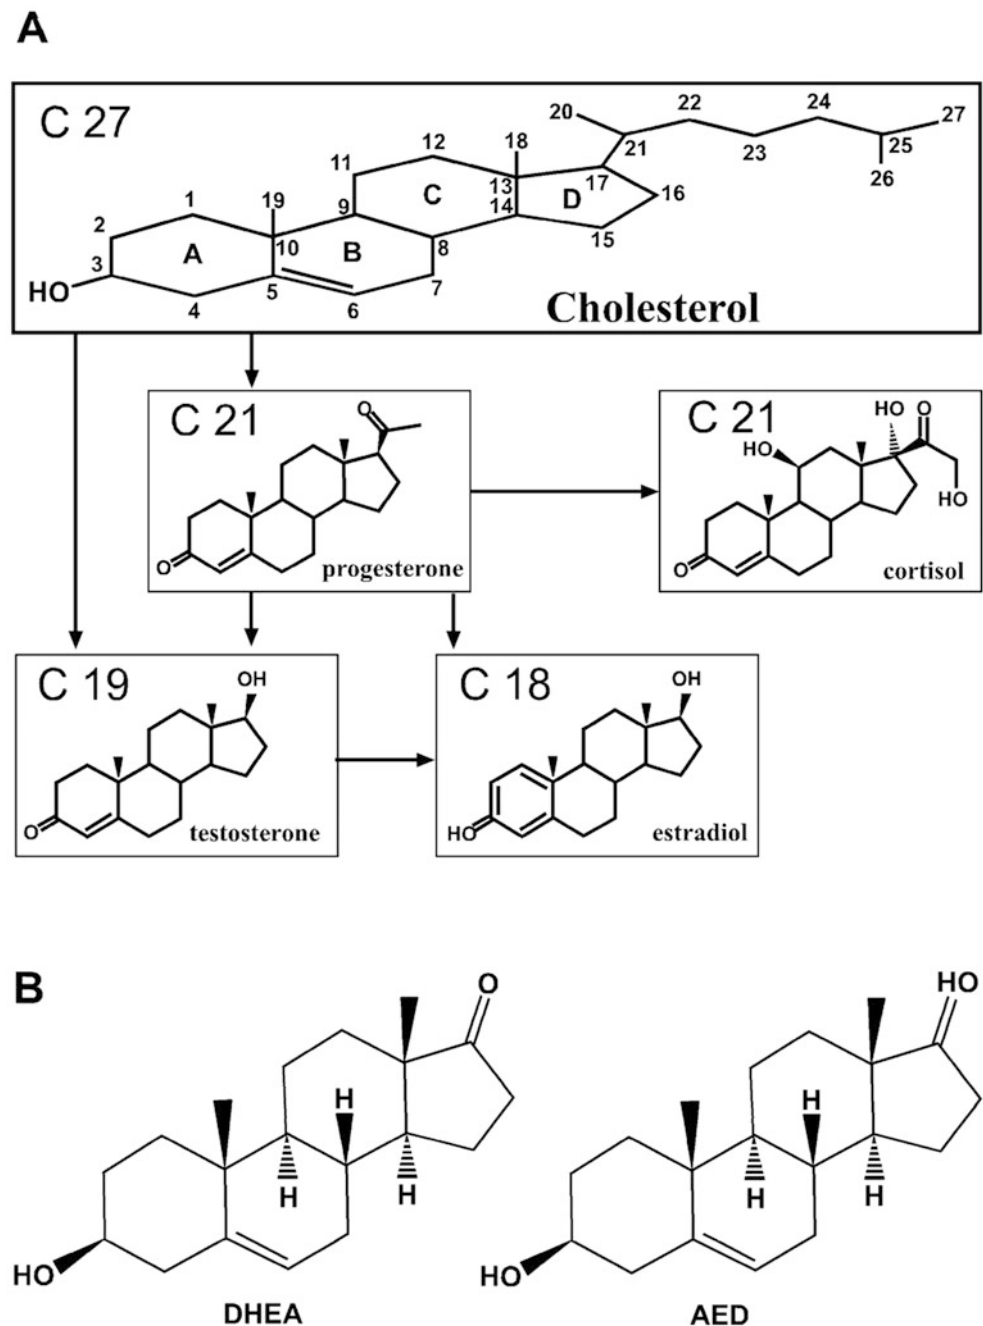 A
C 27
20
22
24
27
18
12
21
23
25
11
17
26
13
C
D
16
19
1
14
9
2
10
15
A
B
8
3
HO
5
7
4
6
Cholesterol
C 21
O
O
progesterone
C 21
HO
O
HO
HO
O
cortisol
C 19
OH
O
testosterone
C 18
OH
HO
estradiol
B
O
H
H
H
HO
DHEA
HO
H
H
H
HO
AED